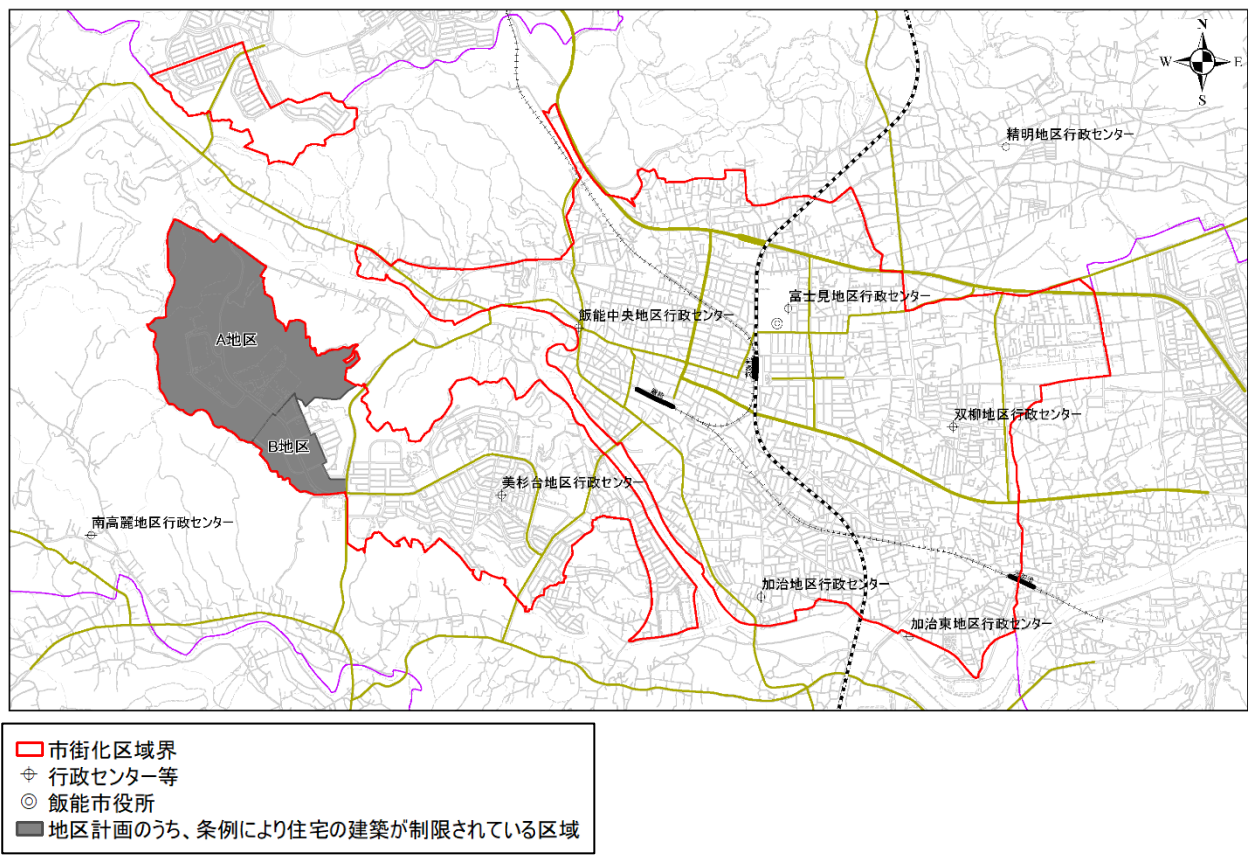 N
W
E
S
精明地区行政センター
富士見地区行政センター
飯能中央地区行政センター
A地区
双柳地区行政センター
B地区
美杉台地区行政センター
南高麗地区行政センター
加治地区行政センター
加治東地区行政センター
市街化区域界
行政センター等
飯能市役所
地区計画のうち、条例により住宅の建築が制限されている区域